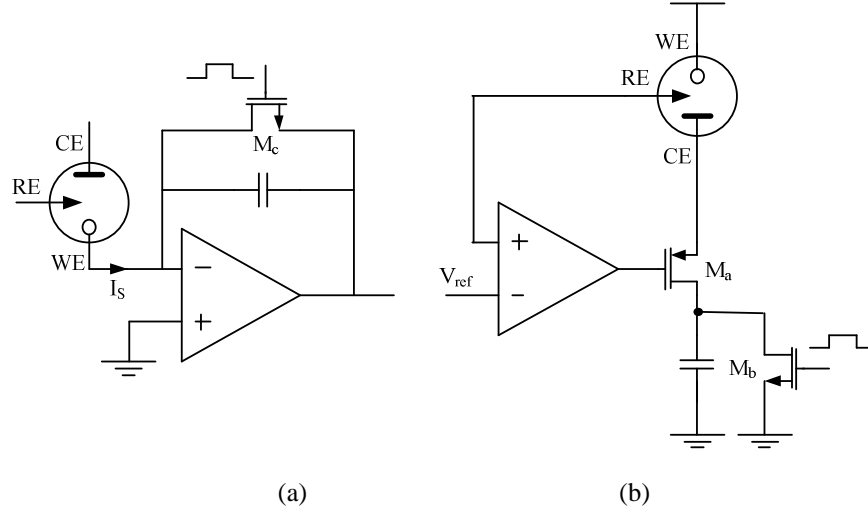 CE
RE
WE
I_S
M_c
−
+
(a)
WE
RE
CE
+
V_ref
−
M_a
M_b
(b)